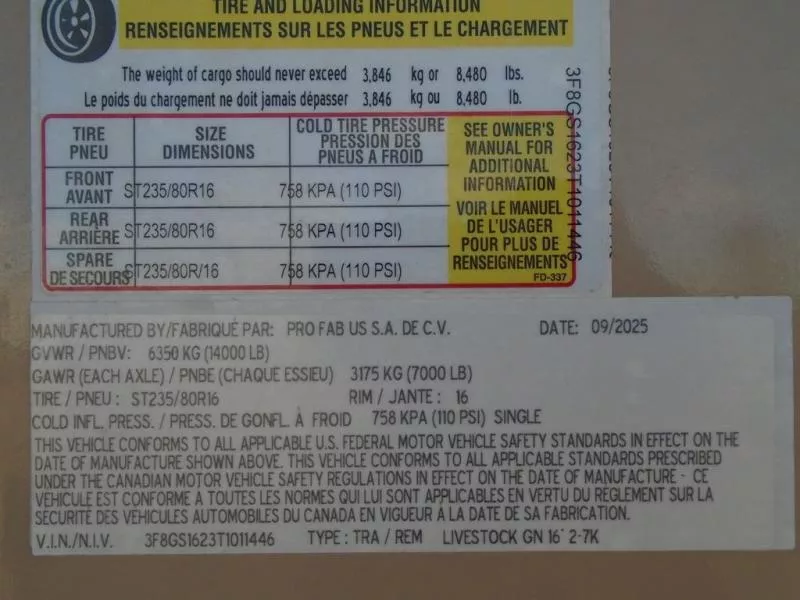 TIRE AND LOADING INFORMATION
RENSEIGNEMENTS SUR LES PNEUS ET LE CHARGEMENT
The weight of cargo should never exceed 3,846 kg or 8,480 lbs.
Le poids du chargement ne doit jamais dépasser 3,846 kg ou 8,480 lb.
TIRE PNEU SIZE DIMENSIONS COLD TIRE PRESSURE PRESSION DES PNEUS A FROID
FRONT AVANT ST235/80R16 758 KPA (110 PSI)
REAR ARRIÈRE ST235/80R16 758 KPA (110 PSI)
SPARE DE SECOURS ST235/80R/16 758 KPA (110 PSI)
SEE OWNER'S
MANUAL FOR
ADDITIONAL
INFORMATION
VOIR LE MANUEL
DE L'USAGER
POUR PLUS DE
RENSEIGNEMENTS
FD-337
3F8GS1623T1011446
MANUFACTURED BY/FABRIQUÉ PAR: PRO FAB US S.A. DE C.V. DATE: 09/2025
GVWR / PNBV: 6350 KG (14000 LB)
GAWR (EACH AXLE) / PNBE (CHAQUE ESSIEU) 3175 KG (7000 LB)
TIRE / PNEU : ST235/80R16 RIM / JANTE : 16
COLD INFL. PRESS. / PRESS. DE GONFL. À FROID 758 KPA (110 PSI) SINGLE
THIS VEHICLE CONFORMS TO ALL APPLICABLE U.S. FEDERAL MOTOR VEHICLE SAFETY STANDARDS IN EFFECT ON THE
DATE OF MANUFACTURE SHOWN ABOVE. THIS VEHICLE CONFORMS TO ALL APPLICABLE STANDARDS PRESCRIBED
UNDER THE CANADIAN MOTOR VEHICLE SAFETY REGULATIONS IN EFFECT ON THE DATE OF MANUFACTURE - CE
VÉHICULE EST CONFORME A TOUTES LES NORMES QUI LUI SONT APPLICABLES EN VERTU DU RÈGLEMENT SUR LA
SÉCURITÉ DES VÉHICULES AUTOMOBILES DU CANADA EN VIGUEUR À LA DATE DE SA FABRICATION.
V.I.N./N.I.V. 3F8GS1623T1011446 TYPE : TRA / REM LIVESTOCK GN 16' 2-7K